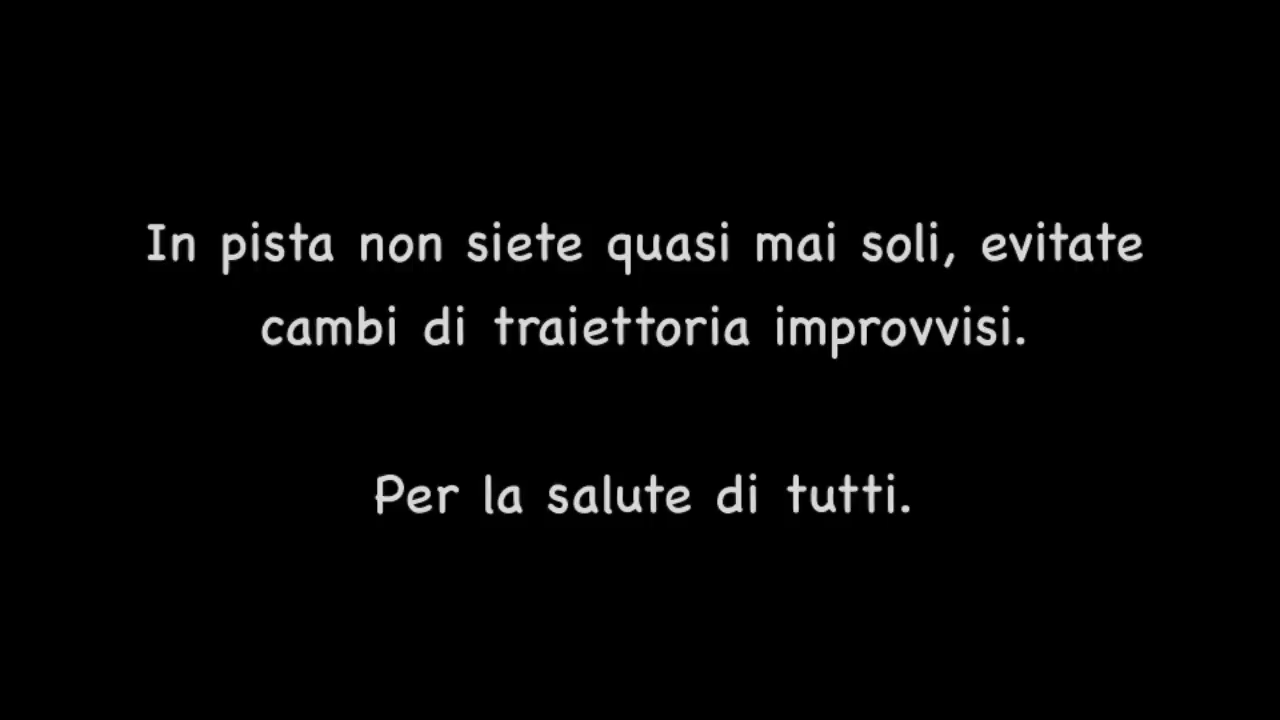 In pista non siete quasi mai soli, evitate
cambi di traiettoria improvvisi.
Per la salute di tutti.